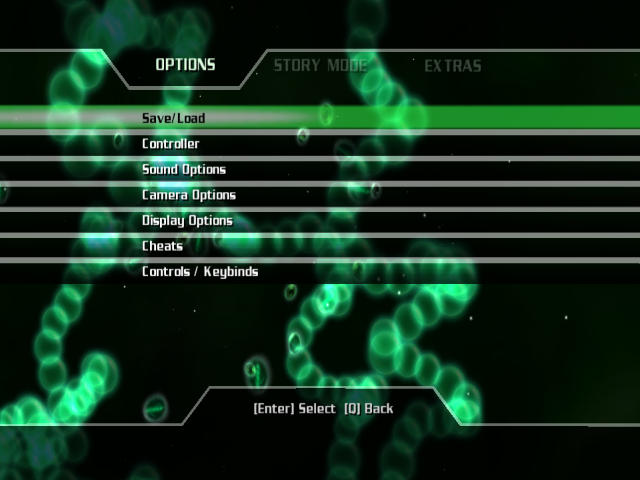 OPTIONS STORY MODE EXTRAS
Save/Load
Controller
Sound Options
Camera Options
Display Options
Cheats
Controls / Keybinds
[Enter] Select [Q] Back